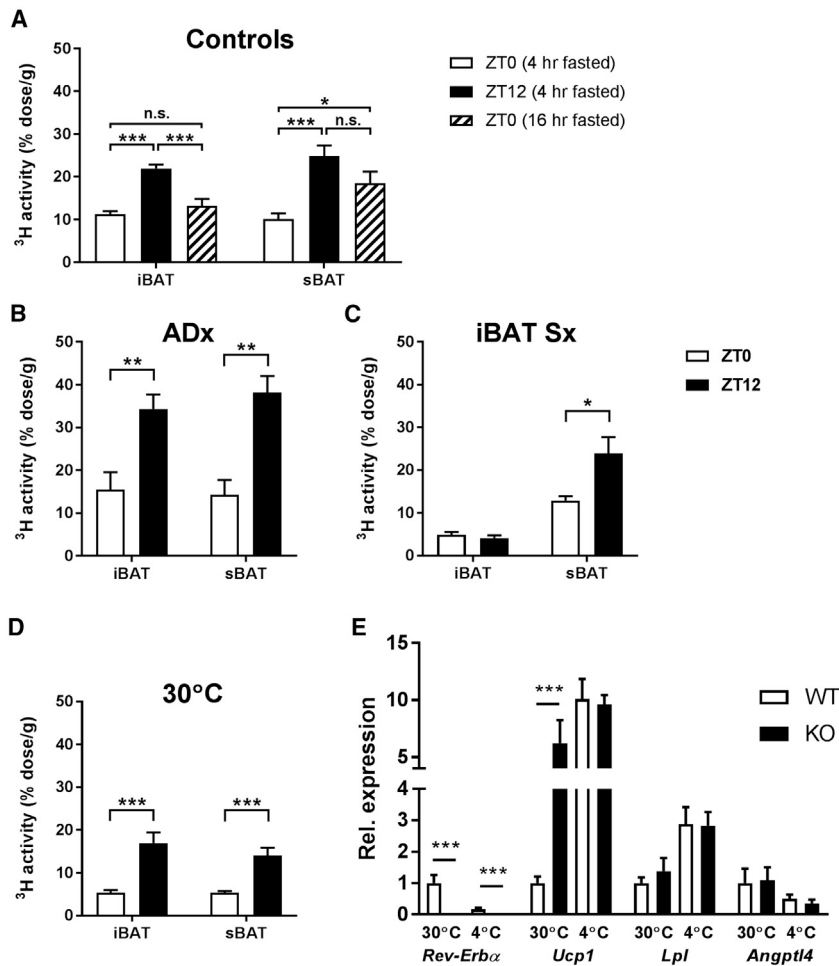 A
Controls
ZT0 (4 hr fasted)
ZT12 (4 hr fasted)
ZT0 (16 hr fasted)
³H activity (% dose/g)
50
40
30
20
10
0
n.s.
*** ***
*
*** n.s.
iBAT sBAT
B
ADx
³H activity (% dose/g)
50
40
30
20
10
0
**
**
iBAT sBAT
C
iBAT Sx
ZT0
ZT12
³H activity (% dose/g)
50
40
30
20
10
0
*
iBAT sBAT
D
30°C
³H activity (% dose/g)
50
40
30
20
10
0
*** ***
iBAT sBAT
E
WT
KO
Rel. expression
15
10
5
4
3
2
1
0
***
***
***
30°C 4°C 30°C 4°C 30°C 4°C 30°C 4°C
Rev-Erbα Ucp1 Lpl Angptl4